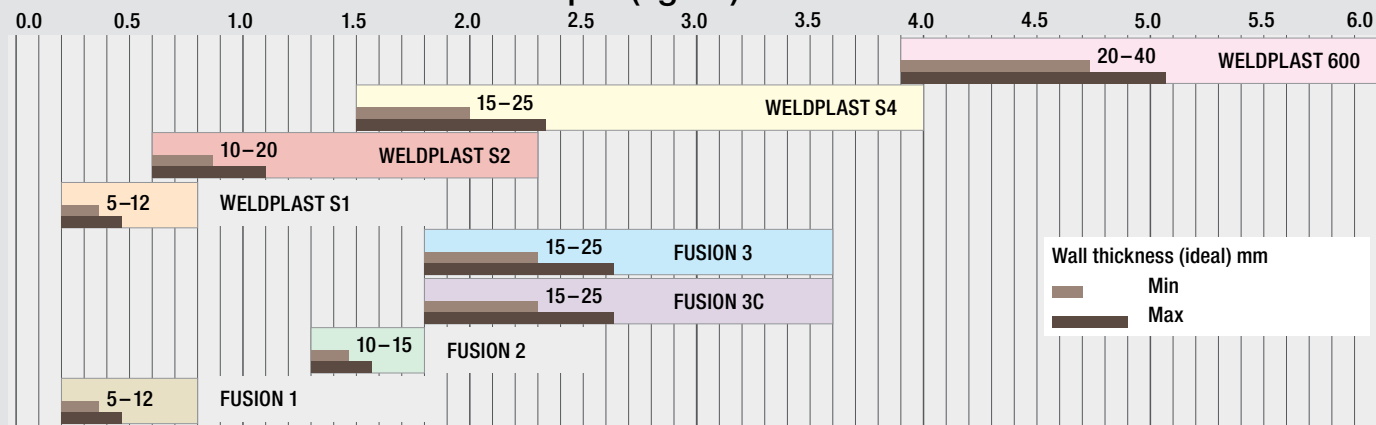 0.0 0.5 1.0 1.5 2.0 2.5 3.0 3.5 4.0 4.5 5.0 5.5 6.0
20–40 WELDPLAST 600
15–25 WELDPLAST S4
10–20 WELDPLAST S2
5–12 WELDPLAST S1
15–25 FUSION 3
15–25 FUSION 3C
10–15 FUSION 2
5–12 FUSION 1
Wall thickness (ideal) mm
Min
Max